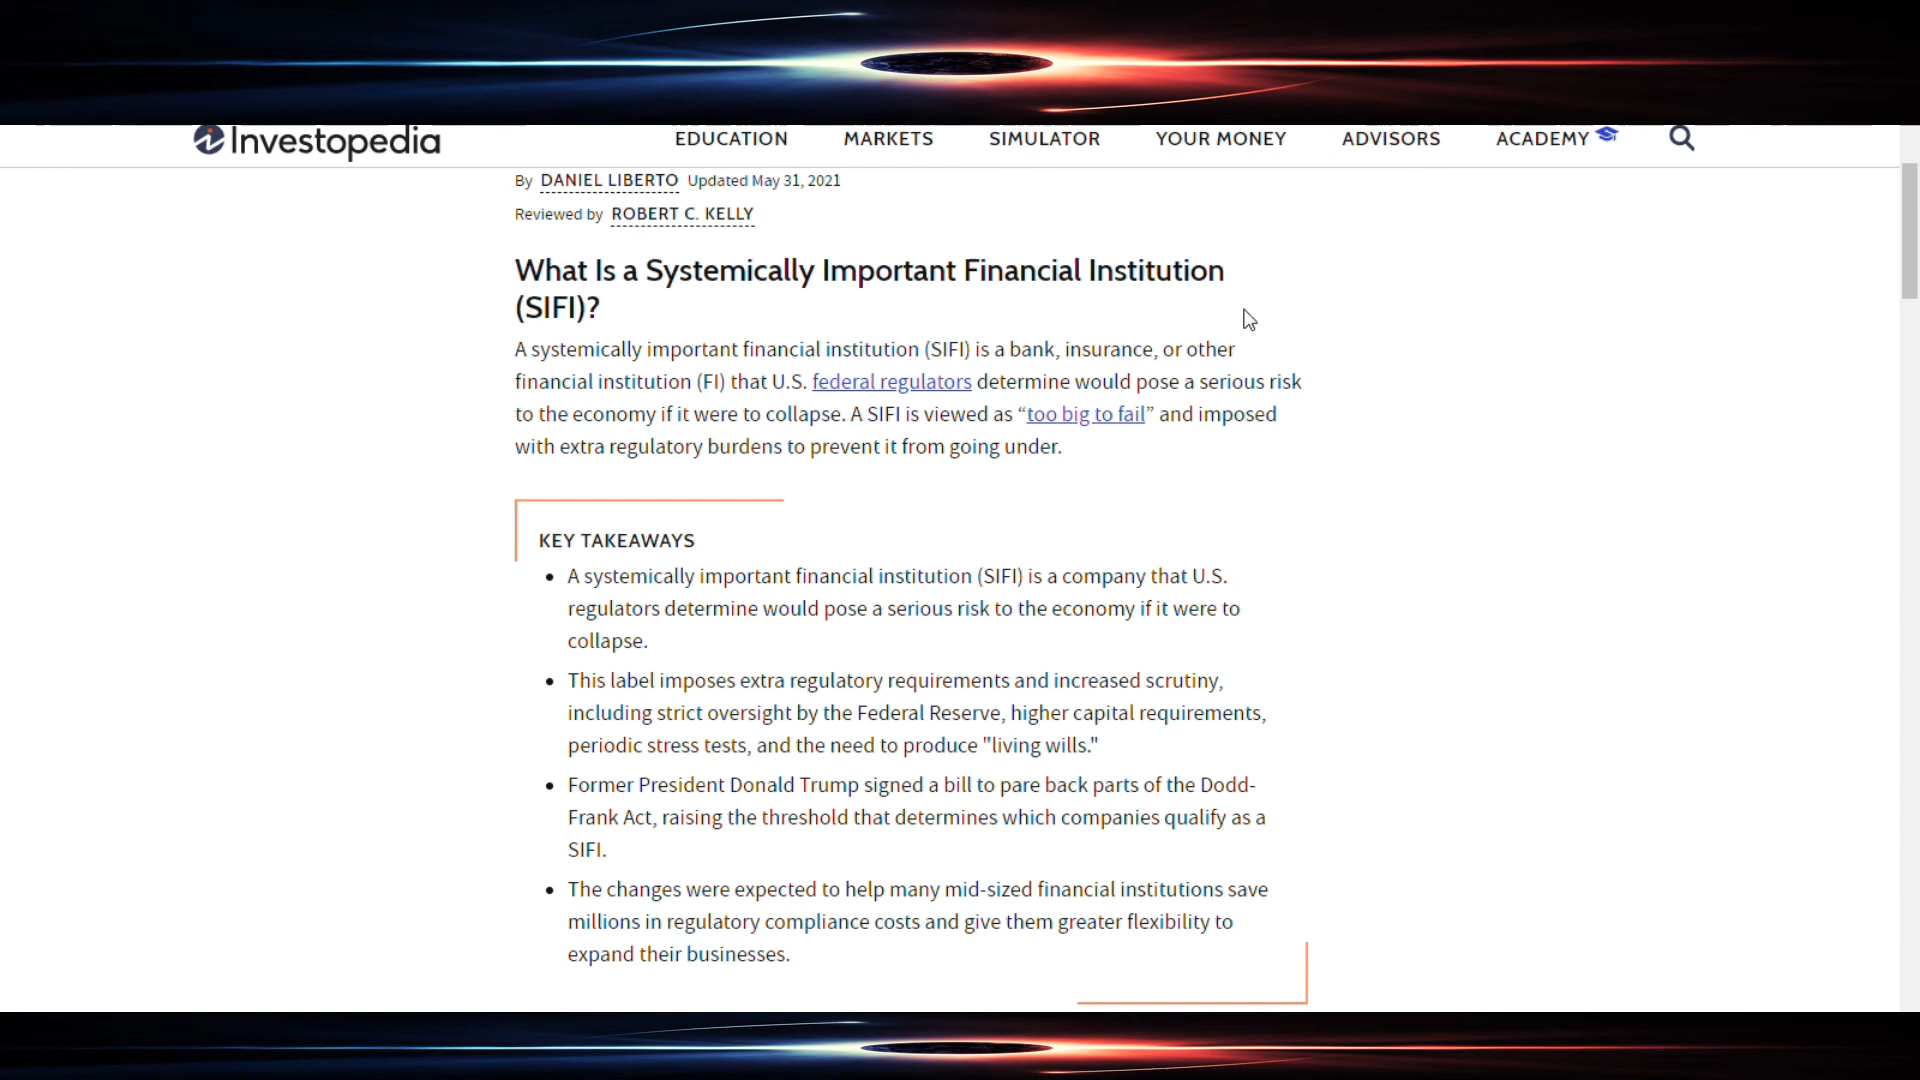 Investopedia
EDUCATION MARKETS SIMULATOR YOUR MONEY ADVISORS ACADEMY
By DANIEL LIBERTO Updated May 31, 2021
Reviewed by ROBERT C. KELLY
What Is a Systemically Important Financial Institution
(SIFI)?
A systemically important financial institution (SIFI) is a bank, insurance, or other
financial institution (FI) that U.S. federal regulators determine would pose a serious risk
to the economy if it were to collapse. A SIFI is viewed as “too big to fail” and imposed
with extra regulatory burdens to prevent it from going under.
KEY TAKEAWAYS
• A systemically important financial institution (SIFI) is a company that U.S.
regulators determine would pose a serious risk to the economy if it were to
collapse.
• This label imposes extra regulatory requirements and increased scrutiny,
including strict oversight by the Federal Reserve, higher capital requirements,
periodic stress tests, and the need to produce "living wills."
• Former President Donald Trump signed a bill to pare back parts of the Dodd-
Frank Act, raising the threshold that determines which companies qualify as a
SIFI.
• The changes were expected to help many mid-sized financial institutions save
millions in regulatory compliance costs and give them greater flexibility to
expand their businesses.